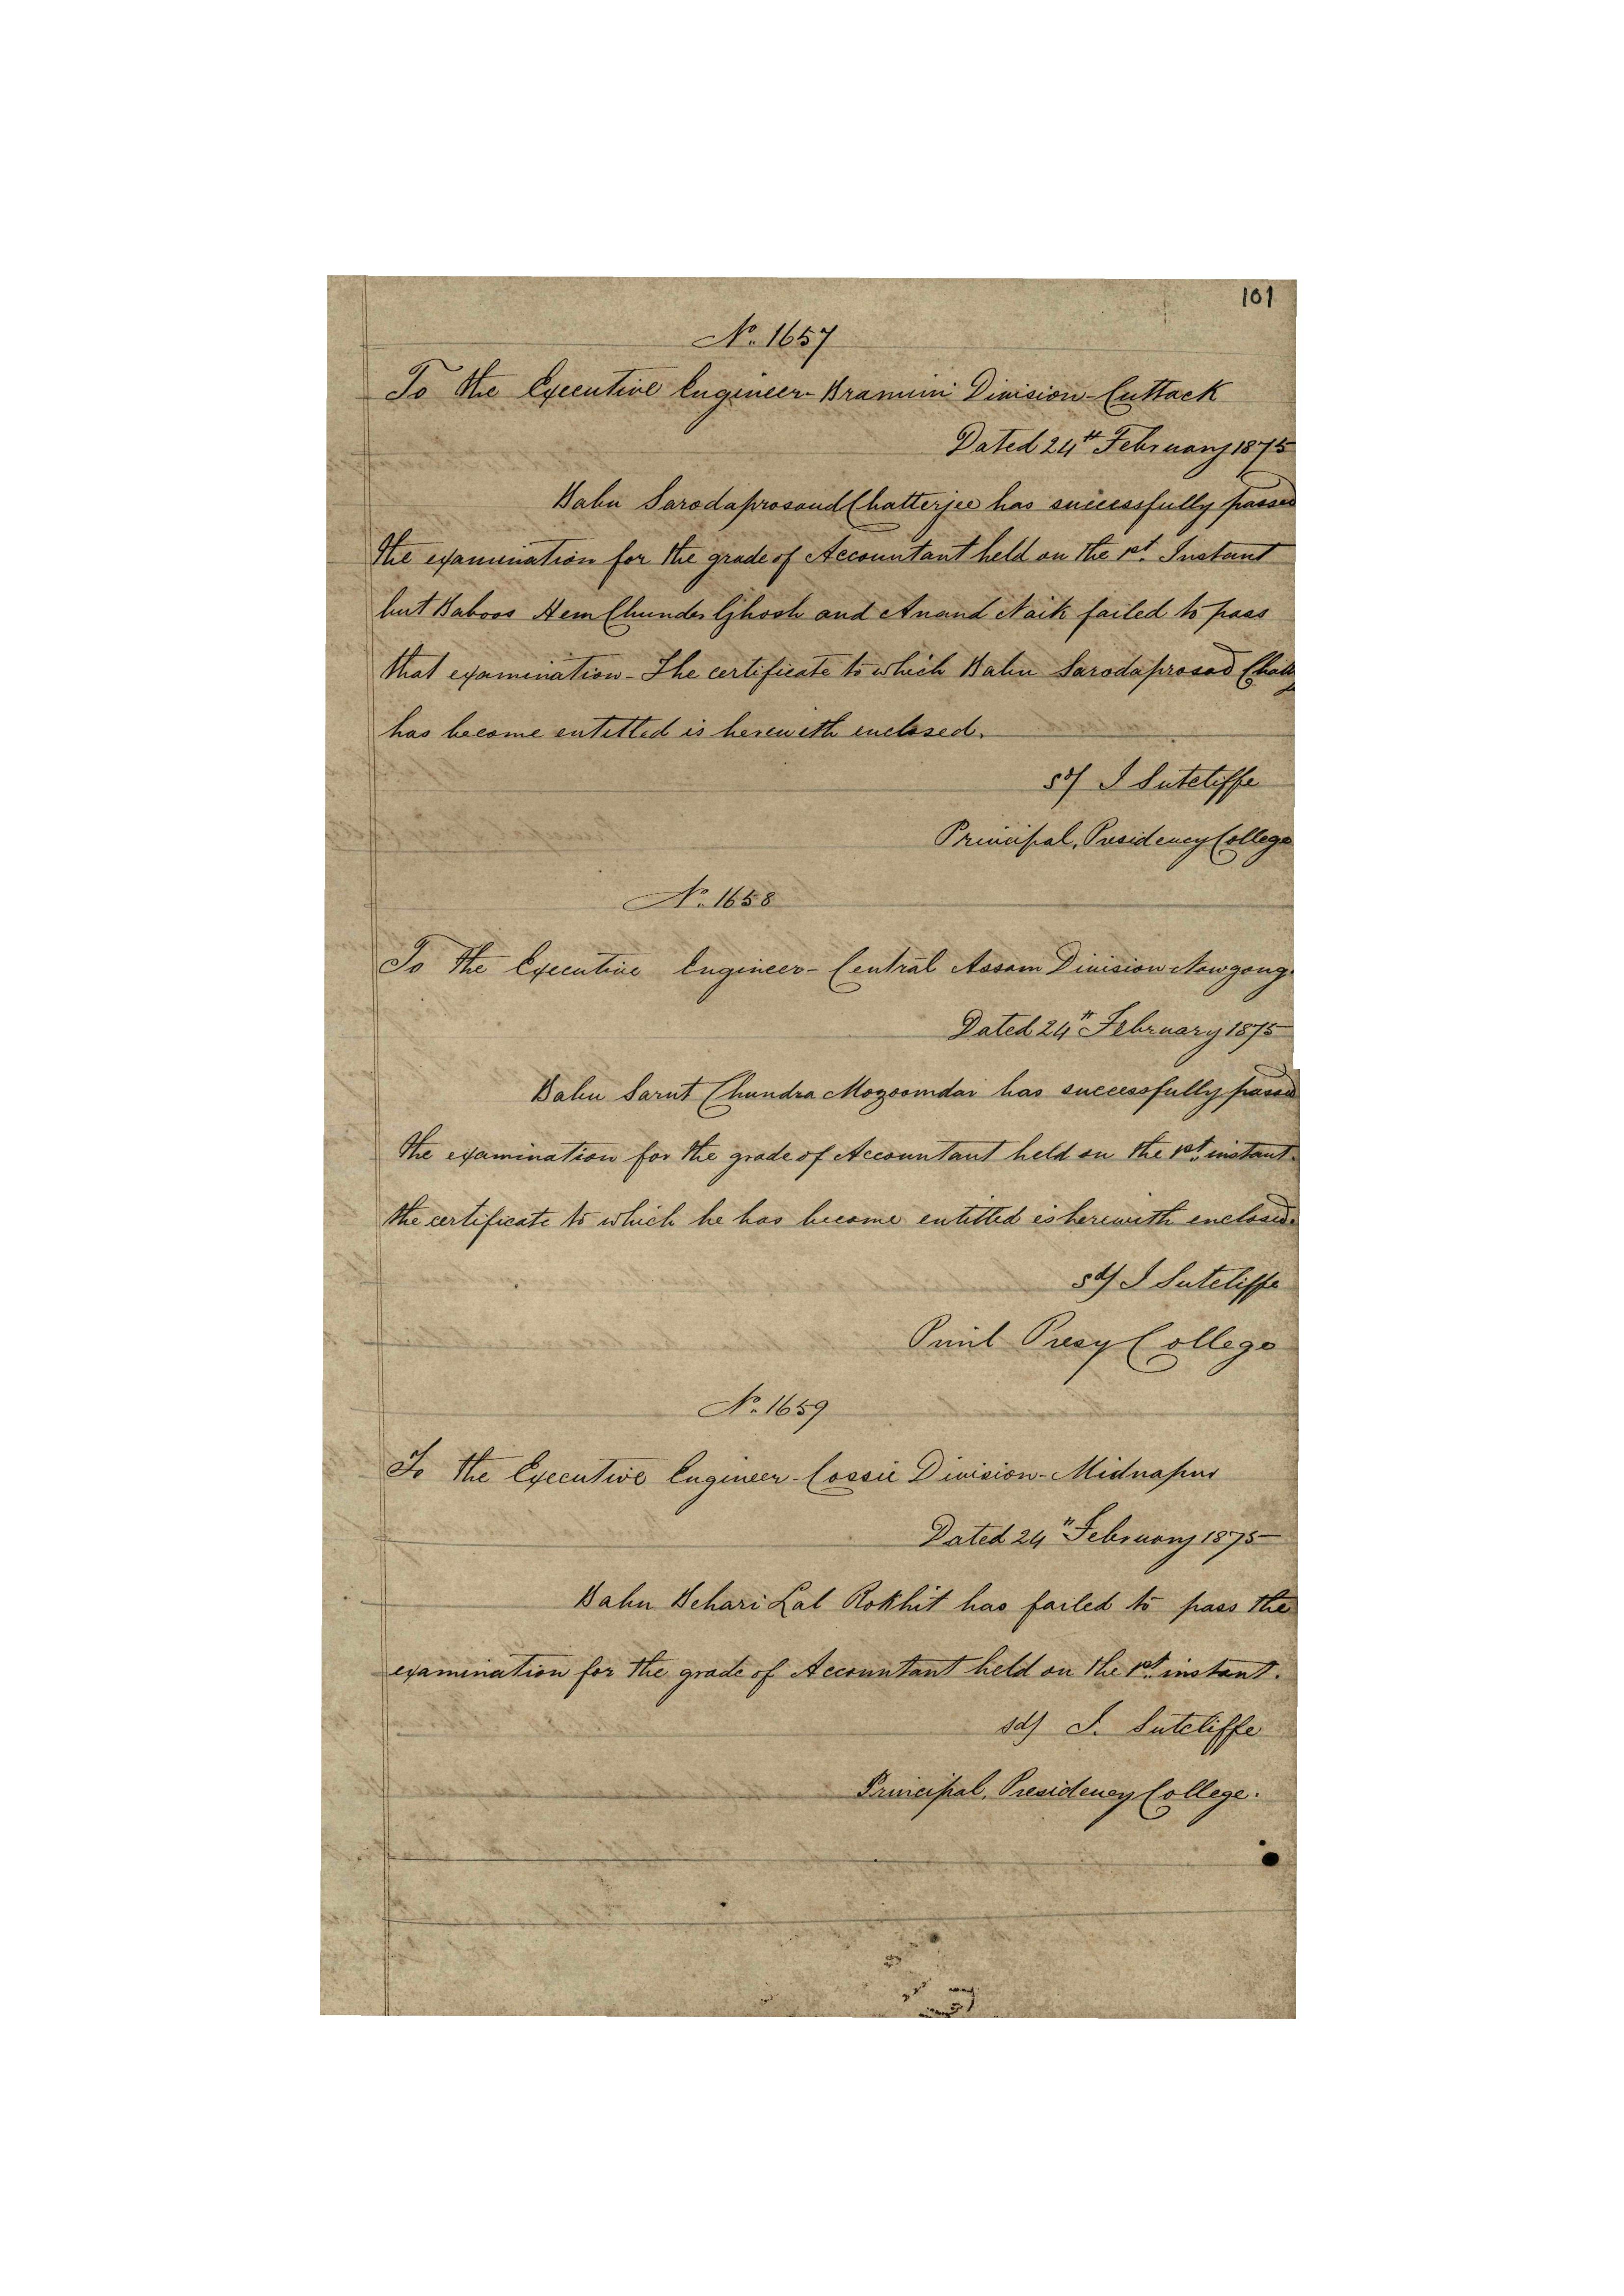 101
No. 1657
To the Executive Engineer Bramini Division-Cuttack
Dated 24th February 1875
Babu Sarodaprosaud Chatterjee has successfully passed
the examination for the grade of Accountant held on the 1st. Instant
but Baboos Hem Chunder Ghosh and Anand Naik failed to pass
that examination - The certificate to which Babu Sarodaprosad
has become entitled is herewith enclosed.
sd/ J Sutcliffe
Principal, Presidency College
No. 1658
To the Executive Engineer - Central Assam Division Nowgong.
Dated 24th February 1875
Babu Sarut Chundra Mozoomdar has successfully passed
the examination for the grade of Accountant held on the 1st. instant.
the certificate to which he has become entitled is herewith enclosed.
sd/ J Sutcliffe
Presy College
No. 1659
To the Executive Engineer - Cossie Division - Midnapur
Dated 24th February 1875
Babu Behari Lal Rokhit has failed to pass the
examination for the grade of Accountant held on the 1st. instant.
sd/ J. Sutcliffe
Principal, Presidency College.